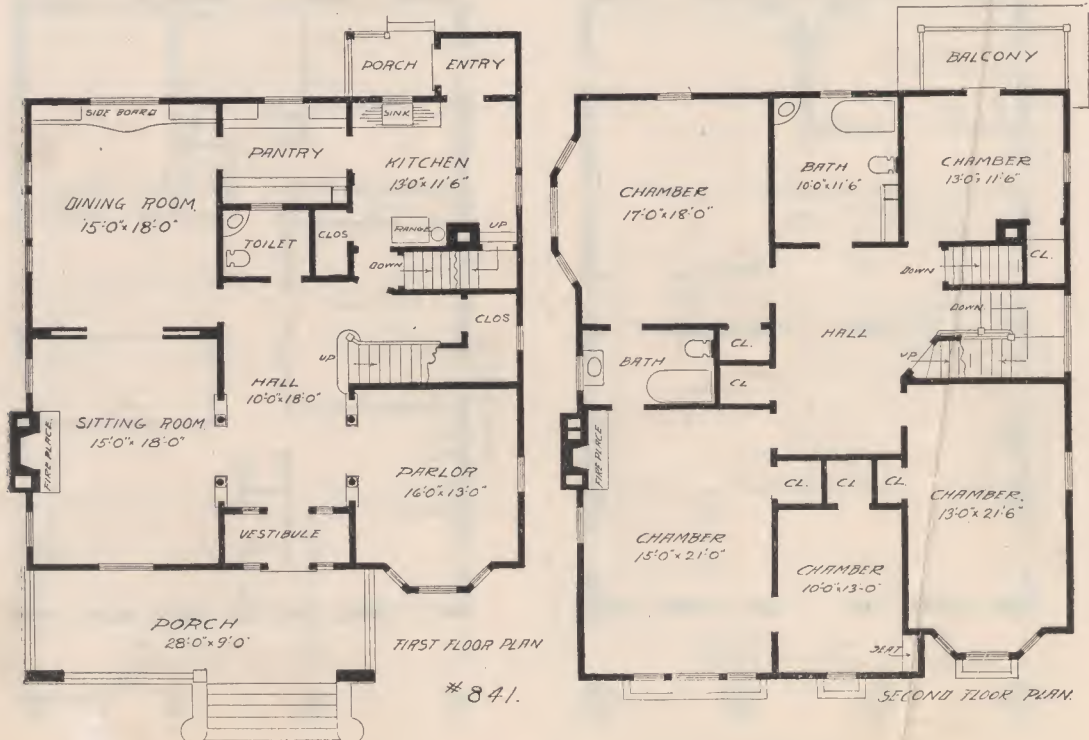 PORCH
ENTRY
SIDE BOARD
SINK
PANTRY
KITCHEN
13'0" x 11'6"
DINING ROOM.
15'0" x 18'0"
TOILET
CLOS
RANGE
UP
DOWN
CLOS
UP
HALL
10'0" x 18'0"
SITTING ROOM
15'0" x 18'0"
FIRE PLACE.
PARLOR
16'0" x 13'0"
VESTIBULE
PORCH
28'0" x 9'0"
FIRST FLOOR PLAN
# 841.
BALCONY
CHAMBER
17'0" x 18'0"
BATH
10'0" x 11'6"
CHAMBER
13'0" x 11'6"
CL.
DOWN
DOWN
HALL
UP
CL.
BATH
CL
FIRE PLACE
CL.
CL
CL.
CHAMBER.
13'0" x 21'6"
CHAMBER
15'0" x 21'0"
CHAMBER
10'0" x 13'0"
SEAT
SECOND FLOOR PLAN.